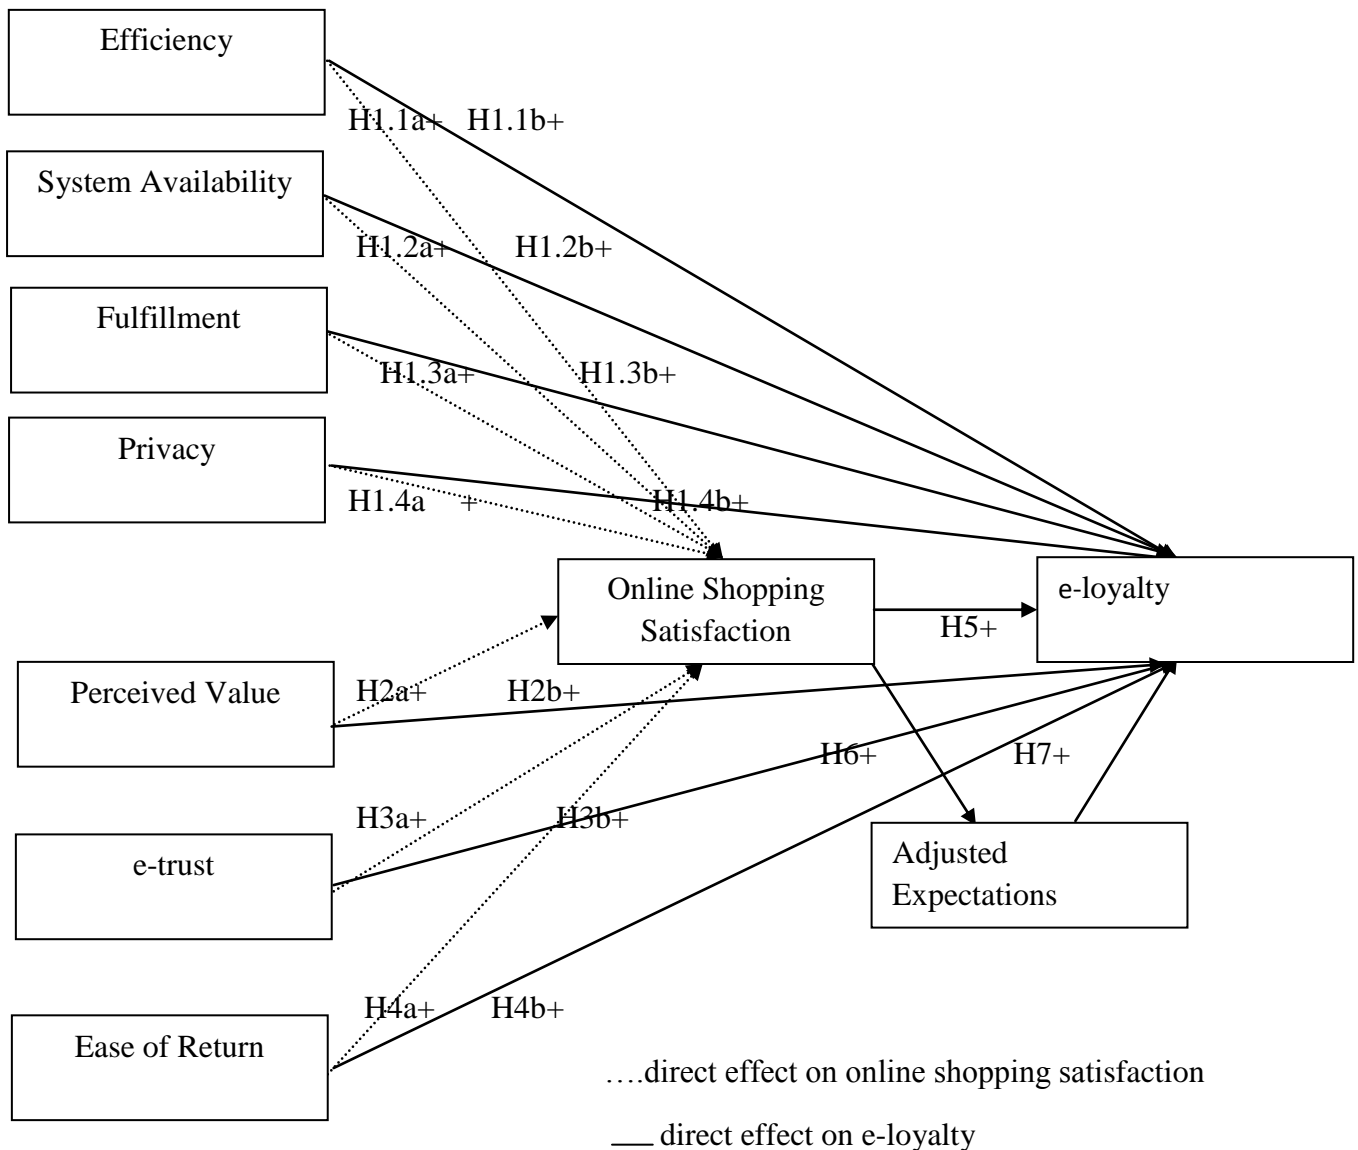 Efficiency
H1.1a+ H1.1b+
System Availability
H1.2a+ H1.2b+
Fulfillment
H1.3a+ H1.3b+
Privacy
H1.4a + H1.4b+
Online Shopping
Satisfaction
e-loyalty
H5+
Perceived Value
H2a+ H2b+
H6+ H7+
H3a+ H3b+
e-trust
Adjusted
Expectations
H4a+ H4b+
Ease of Return
….direct effect on online shopping satisfaction
direct effect on e-loyalty